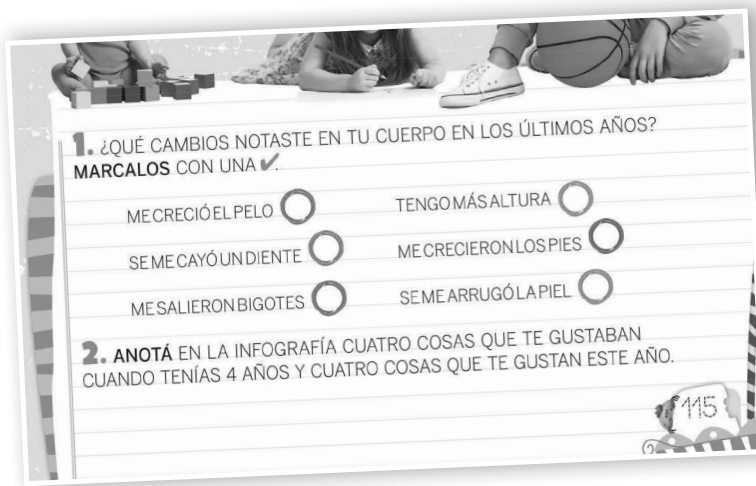 1. ¿QUÉ CAMBIOS NOTASTE EN TU CUERPO EN LOS ÚLTIMOS AÑOS?
MARCALOS CON UNA ✔.
ME CRECIÓ EL PELO
TENGO MÁS ALTURA
SE ME CAYÓ UN DIENTE
ME CRECIERON LOS PIES
ME SALIERON BIGOTES
SE ME ARRUGÓ LA PIEL
2. ANOTÁ EN LA INFOGRAFÍA CUATRO COSAS QUE TE GUSTABAN
CUANDO TENÍAS 4 AÑOS Y CUATRO COSAS QUE TE GUSTAN ESTE AÑO.
115